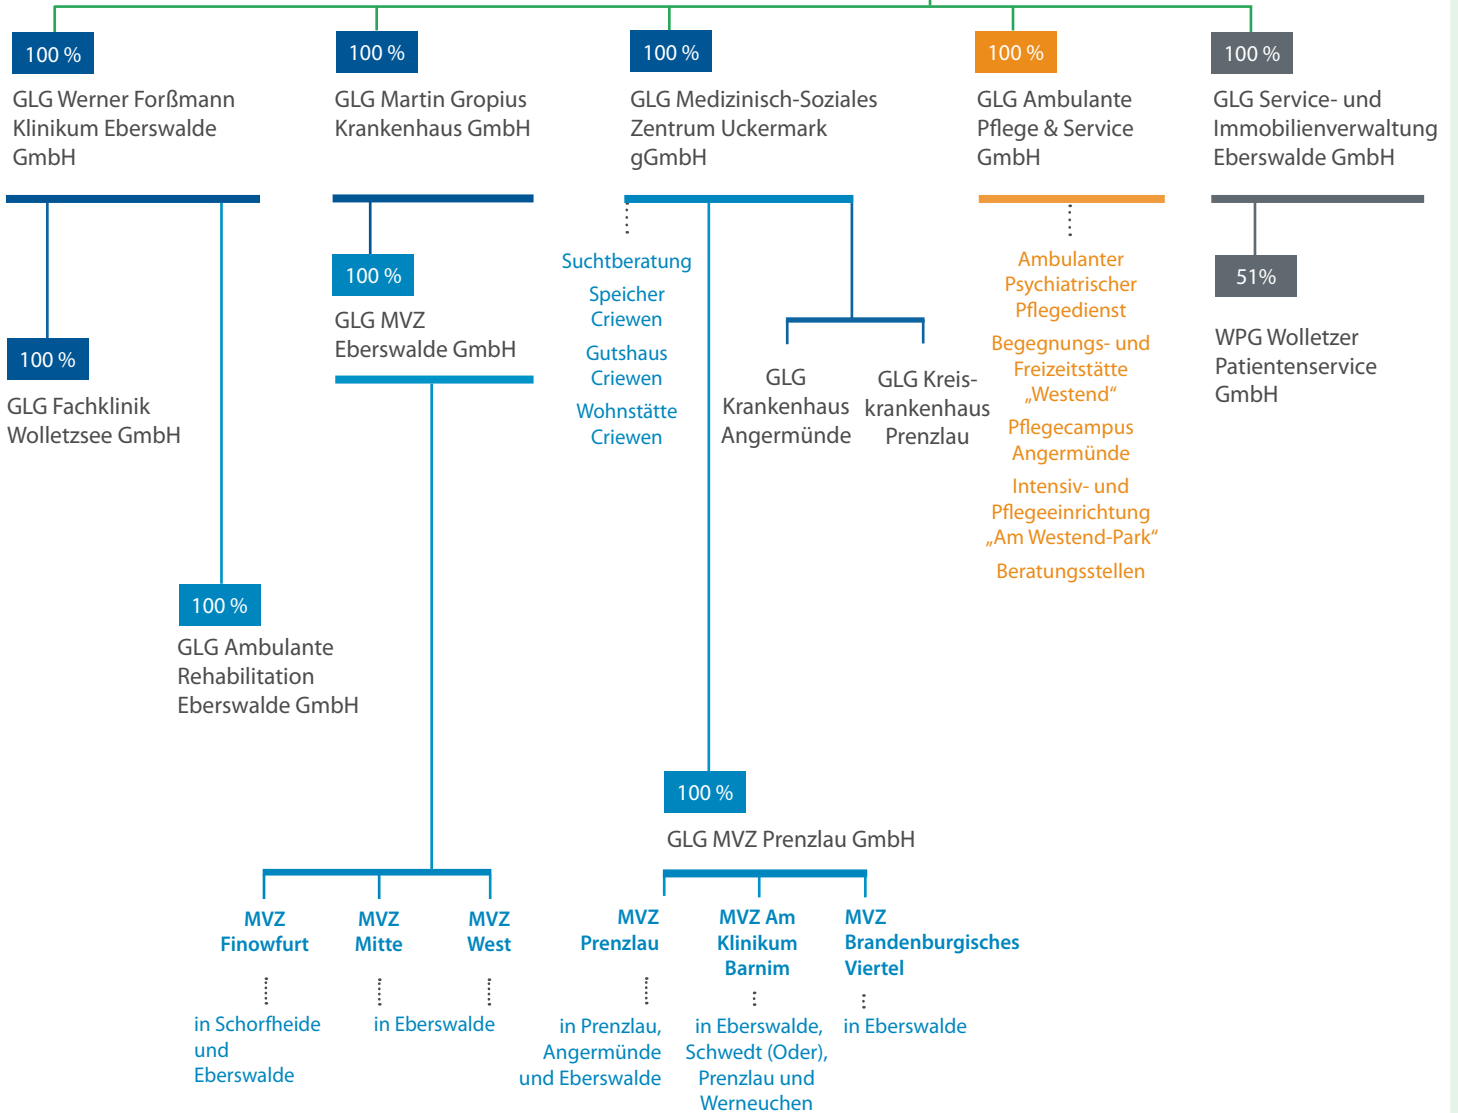 100 %
GLG Werner Forßmann
Klinikum Eberswalde
GmbH
100 %
GLG Martin Gropius
Krankenhaus GmbH
100 %
GLG Medizinisch-Soziales
Zentrum Uckermark
gGmbH
100 %
GLG Ambulante
Pflege & Service
GmbH
100 %
GLG Service- und
Immobilienverwaltung
Eberswalde GmbH
100 %
GLG Fachklinik
Wolletzsee GmbH
100 %
GLG Ambulante
Rehabilitation
Eberswalde GmbH
100 %
GLG MVZ
Eberswalde GmbH
Suchtberatung
Speicher
Criewen
Gutshaus
Criewen
Wohnstätte
Criewen
GLG
Krankenhaus
Angermünde
GLG Kreis-
krankenhaus
Prenzlau
Ambulanter
Psychiatrischer
Pflegedienst
Begegnungs- und
Freizeitstätte
„Westend“
Pflegecampus
Angermünde
Intensiv- und
Pflegeeinrichtung
„Am Westend-Park“
Beratungsstellen
51%
WPG Wolletzer
Patientenservice
GmbH
100 %
GLG MVZ Prenzlau GmbH
MVZ
Finowfurt
in Schorfheide
und
Eberswalde
MVZ
Mitte
MVZ
West
in Eberswalde
MVZ
Prenzlau
in Prenzlau,
Angermünde
und Eberswalde
MVZ Am
Klinikum
Barnim
in Eberswalde,
Schwedt (Oder),
Prenzlau und
Werneuchen
MVZ
Brandenburgisches
Viertel
in Eberswalde